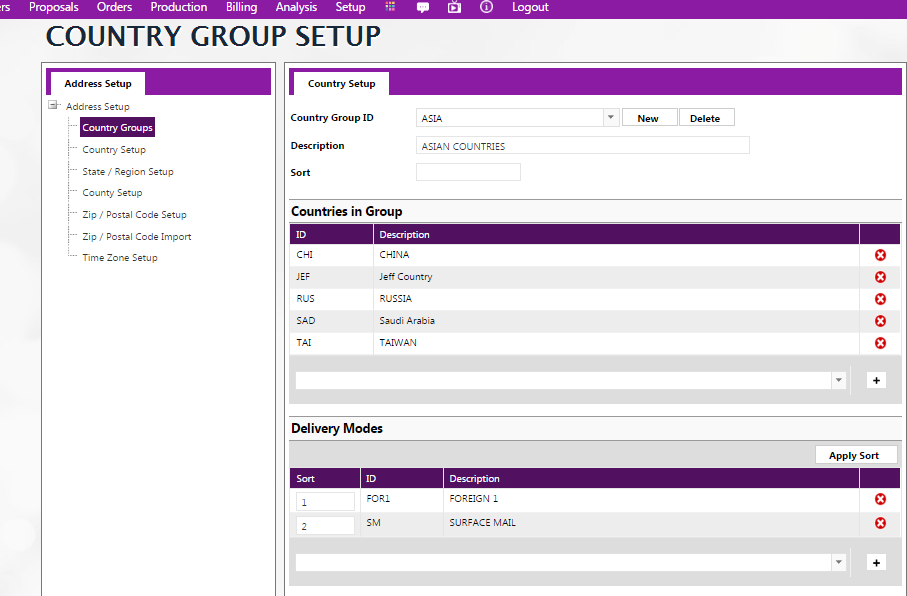 rs Proposals Orders Production Billing Analysis Setup Logout
COUNTRY GROUP SETUP
Address Setup
Address Setup
Country Groups
Country Setup
State / Region Setup
County Setup
Zip / Postal Code Setup
Zip / Postal Code Import
Time Zone Setup
Country Setup
Country Group ID ASIA New Delete
Description ASIAN COUNTRIES
Sort
Countries in Group
ID Description
CHI CHINA
JEF Jeff Country
RUS RUSSIA
SAD Saudi Arabia
TAI TAIWAN
+
Delivery Modes
Apply Sort
Sort ID Description
1 FOR1 FOREIGN 1
2 SM SURFACE MAIL
+